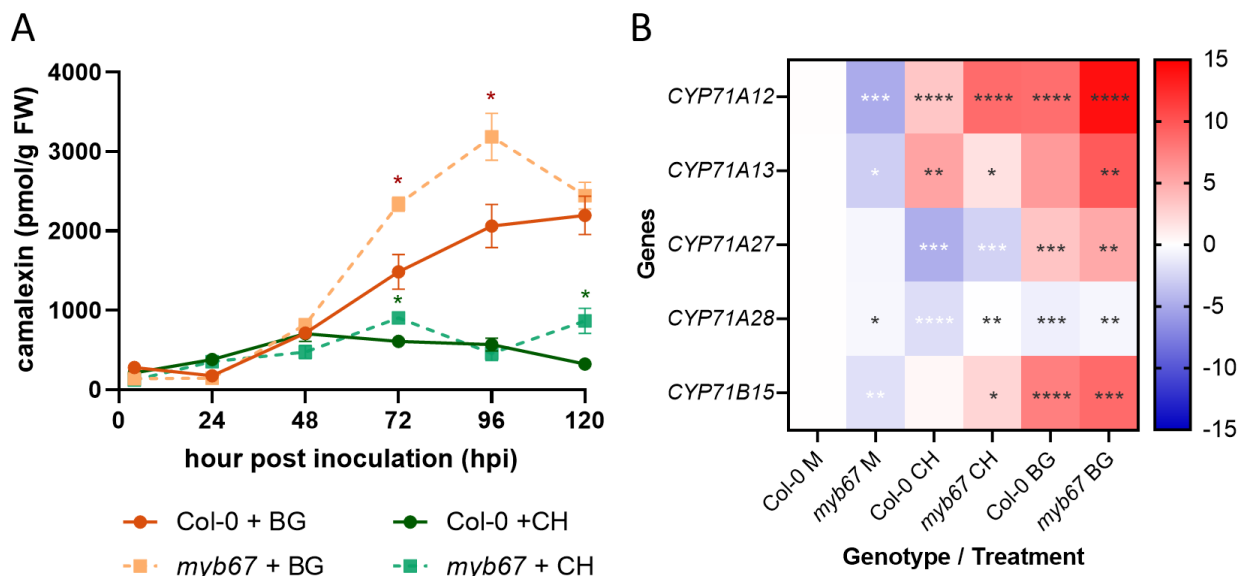 A
4000
3000
2000
1000
0
camalexin (pmol/g FW)
*
*
*
*
0 24 48 72 96 120
hour post inoculation (hpi)
Col-0 + BG
Col-0 +CH
myb67 + BG
myb67 + CH
B
Genes
CYP71A12 *** **** **** **** ****
CYP71A13 * ** * **
CYP71A27 *** *** *** **
CYP71A28 * **** ** *** **
CYP71B15 ** * **** ***
Col-0 M
myb67 M
Col-0 CH
myb67 CH
Col-0 BG
myb67 BG
Genotype / Treatment
15
10
5
0
-5
-10
-15